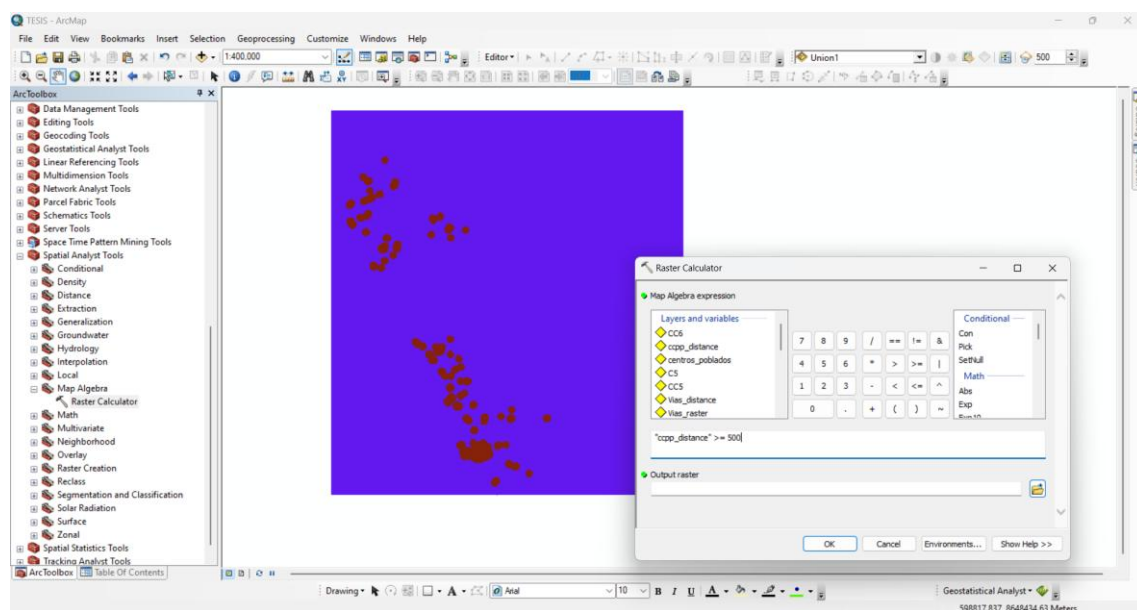 TESIS - ArcMap
File Edit View Bookmarks Insert Selection Geoprocessing Customize Windows Help
1:400.000
Editor
Union1
500
ArcToolbox
Data Management Tools
Editing Tools
Geocoding Tools
Geostatistical Analyst Tools
Linear Referencing Tools
Multidimension Tools
Network Analyst Tools
Parcel Fabric Tools
Schematics Tools
Server Tools
Space Time Pattern Mining Tools
Spatial Analyst Tools
Conditional
Density
Distance
Extraction
Generalization
Groundwater
Hydrology
Interpolation
Local
Map Algebra
Raster Calculator
Math
Multivariate
Neighborhood
Overlay
Raster Creation
Reclass
Segmentation and Classification
Solar Radiation
Surface
Zonal
Spatial Statistics Tools
Tracking Analyst Tools
ArcToolbox Table Of Contents
Raster Calculator
Map Algebra expression
Layers and variables
CC6
ccpp_distance
centros_poblados
C5
CC5
Vias_distance
Vias_raster
7 8 9 / == != &
4 5 6 * > >= |
1 2 3 - < <= ^
0 . + ( ) ~
Conditional
Con
Pick
SetNull
Math
Abs
Exp
Exp10
"ccpp_distance" >= 500
Output raster
OK Cancel Environments... Show Help >>
Drawing Arial 10 B I U A
Geostatistical Analyst
598817,837 8648434,63 Meters